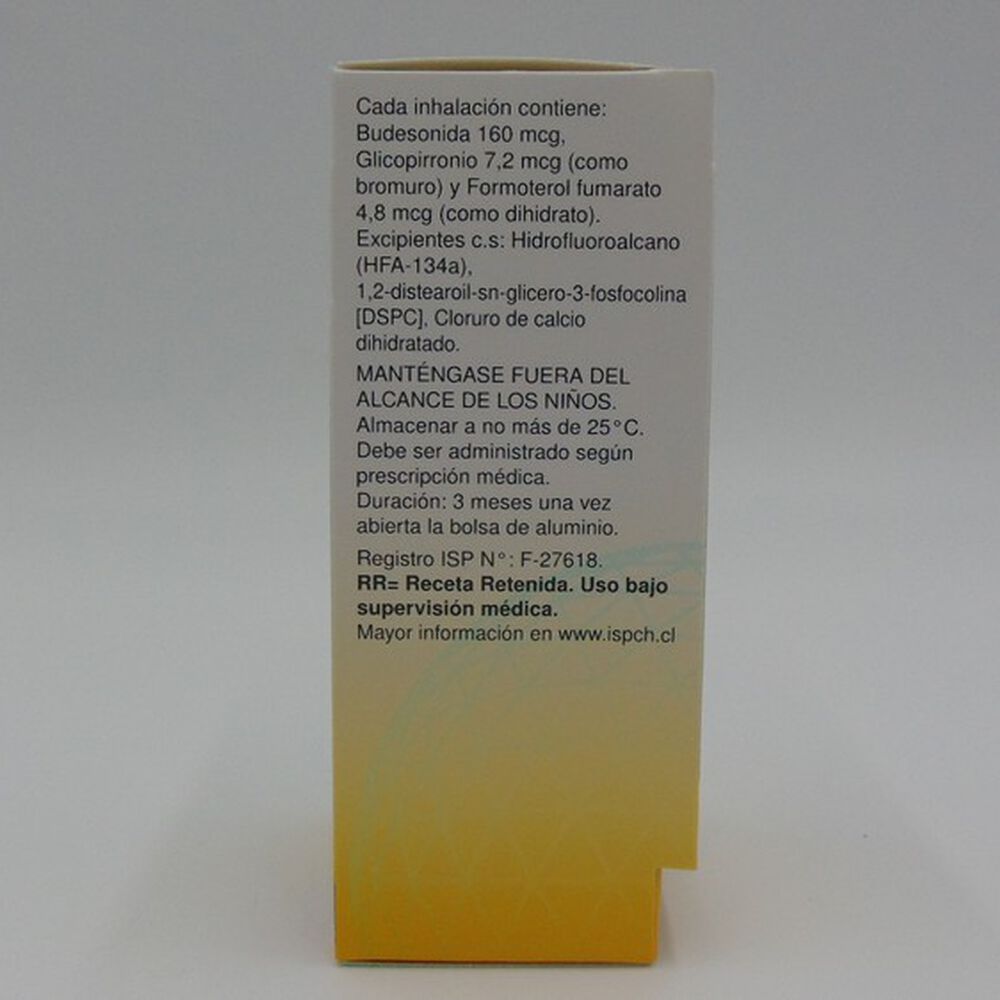 Cada inhalación contiene:
Budesonida 160 mcg,
Glicopirronio 7,2 mcg (como
bromuro) y Formoterol fumarato
4,8 mcg (como dihidrato).
Excipientes c.s: Hidrofluoroalcano
(HFA-134a),
1,2-distearoil-sn-glicero-3-fosfocolina
[DSPC], Cloruro de calcio
dihidratado.
MANTÉNGASE FUERA DEL
ALCANCE DE LOS NIÑOS.
Almacenar a no más de 25°C.
Debe ser administrado según
prescripción médica.
Duración: 3 meses una vez
abierta la bolsa de aluminio.
Registro ISP N°: F-27618.
RR= Receta Retenida. Uso bajo
supervisión médica.
Mayor información en www.ispch.cl